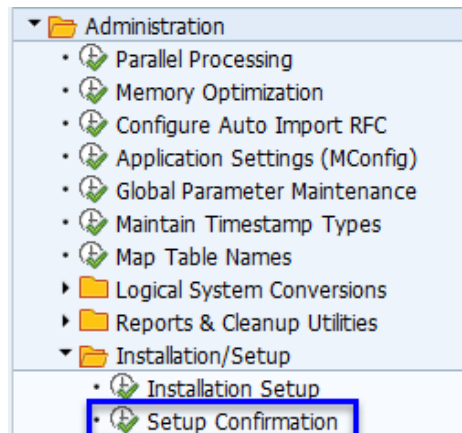 Administration
Parallel Processing
Memory Optimization
Configure Auto Import RFC
Application Settings (MConfig)
Global Parameter Maintenance
Maintain Timestamp Types
Map Table Names
Logical System Conversions
Reports & Cleanup Utilities
Installation/Setup
Installation Setup
Setup Confirmation